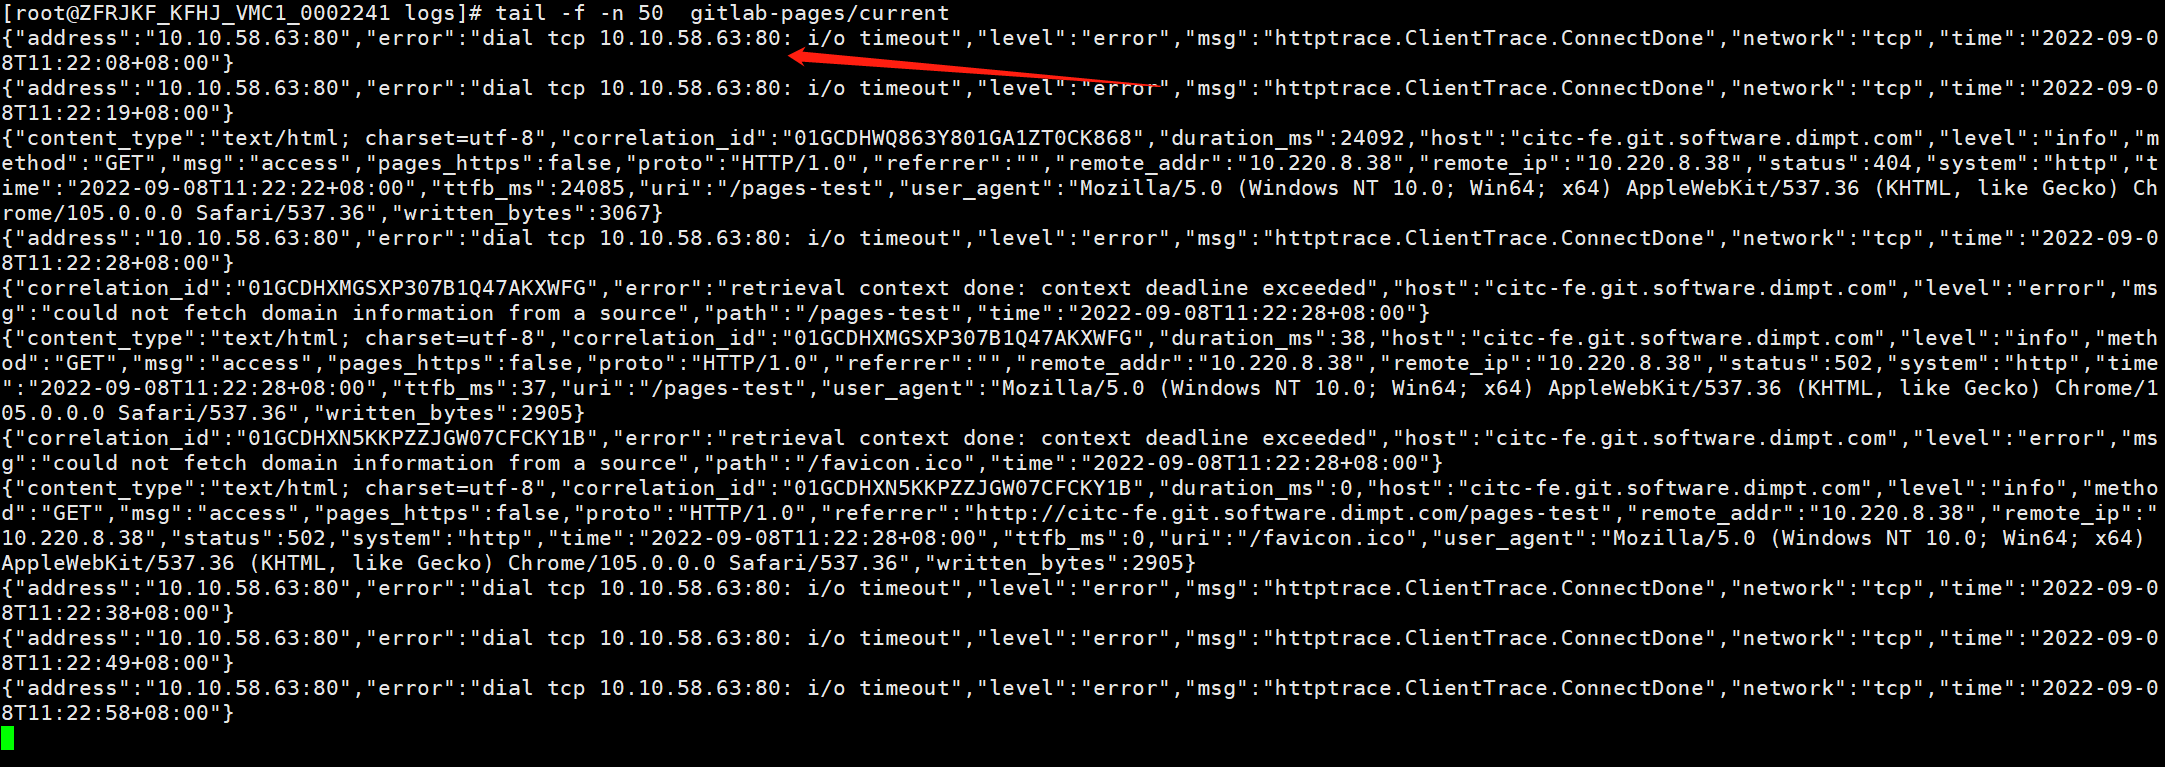 [root@ZFRJKF_KFHJ_VMC1_0002241 logs]# tail -f -n 50  gitlab-pages/current
{"address":"10.10.58.63:80","error":"dial tcp 10.10.58.63:80: i/o timeout","level":"error","msg":"httptrace.ClientTrace.ConnectDone","network":"tcp","time":"2022-09-0
8T11:22:08+08:00"}
{"address":"10.10.58.63:80","error":"dial tcp 10.10.58.63:80: i/o timeout","level":"error","msg":"httptrace.ClientTrace.ConnectDone","network":"tcp","time":"2022-09-0
8T11:22:19+08:00"}
{"content_type":"text/html; charset=utf-8","correlation_id":"01GCDHWQ863Y801GA1ZT0CK868","duration_ms":24092,"host":"citc-fe.git.software.dimpt.com","level":"info","m
ethod":"GET","msg":"access","pages_https":false,"proto":"HTTP/1.0","referrer":"","remote_addr":"10.220.8.38","remote_ip":"10.220.8.38","status":404,"system":"http","t
ime":"2022-09-08T11:22:22+08:00","ttfb_ms":24085,"uri":"/pages-test","user_agent":"Mozilla/5.0 (Windows NT 10.0; Win64; x64) AppleWebKit/537.36 (KHTML, like Gecko) Ch
rome/105.0.0.0 Safari/537.36","written_bytes":3067}
{"address":"10.10.58.63:80","error":"dial tcp 10.10.58.63:80: i/o timeout","level":"error","msg":"httptrace.ClientTrace.ConnectDone","network":"tcp","time":"2022-09-0
8T11:22:28+08:00"}
{"correlation_id":"01GCDHXMGSXP307B1Q47AKXWFG","error":"retrieval context done: context deadline exceeded","host":"citc-fe.git.software.dimpt.com","level":"error","ms
g":"could not fetch domain information from a source","path":"/pages-test","time":"2022-09-08T11:22:28+08:00"}
{"content_type":"text/html; charset=utf-8","correlation_id":"01GCDHXMGSXP307B1Q47AKXWFG","duration_ms":38,"host":"citc-fe.git.software.dimpt.com","level":"info","meth
od":"GET","msg":"access","pages_https":false,"proto":"HTTP/1.0","referrer":"","remote_addr":"10.220.8.38","remote_ip":"10.220.8.38","status":502,"system":"http","time
":"2022-09-08T11:22:28+08:00","ttfb_ms":37,"uri":"/pages-test","user_agent":"Mozilla/5.0 (Windows NT 10.0; Win64; x64) AppleWebKit/537.36 (KHTML, like Gecko) Chrome/1
05.0.0.0 Safari/537.36","written_bytes":2905}
{"correlation_id":"01GCDHXN5KKPZZJGW07CFCKY1B","error":"retrieval context done: context deadline exceeded","host":"citc-fe.git.software.dimpt.com","level":"error","ms
g":"could not fetch domain information from a source","path":"/favicon.ico","time":"2022-09-08T11:22:28+08:00"}
{"content_type":"text/html; charset=utf-8","correlation_id":"01GCDHXN5KKPZZJGW07CFCKY1B","duration_ms":0,"host":"citc-fe.git.software.dimpt.com","level":"info","metho
d":"GET","msg":"access","pages_https":false,"proto":"HTTP/1.0","referrer":"http://citc-fe.git.software.dimpt.com/pages-test","remote_addr":"10.220.8.38","remote_ip":"
10.220.8.38","status":502,"system":"http","time":"2022-09-08T11:22:28+08:00","ttfb_ms":0,"uri":"/favicon.ico","user_agent":"Mozilla/5.0 (Windows NT 10.0; Win64; x64)
AppleWebKit/537.36 (KHTML, like Gecko) Chrome/105.0.0.0 Safari/537.36","written_bytes":2905}
{"address":"10.10.58.63:80","error":"dial tcp 10.10.58.63:80: i/o timeout","level":"error","msg":"httptrace.ClientTrace.ConnectDone","network":"tcp","time":"2022-09-0
8T11:22:38+08:00"}
{"address":"10.10.58.63:80","error":"dial tcp 10.10.58.63:80: i/o timeout","level":"error","msg":"httptrace.ClientTrace.ConnectDone","network":"tcp","time":"2022-09-0
8T11:22:49+08:00"}
{"address":"10.10.58.63:80","error":"dial tcp 10.10.58.63:80: i/o timeout","level":"error","msg":"httptrace.ClientTrace.ConnectDone","network":"tcp","time":"2022-09-0
8T11:22:58+08:00"}